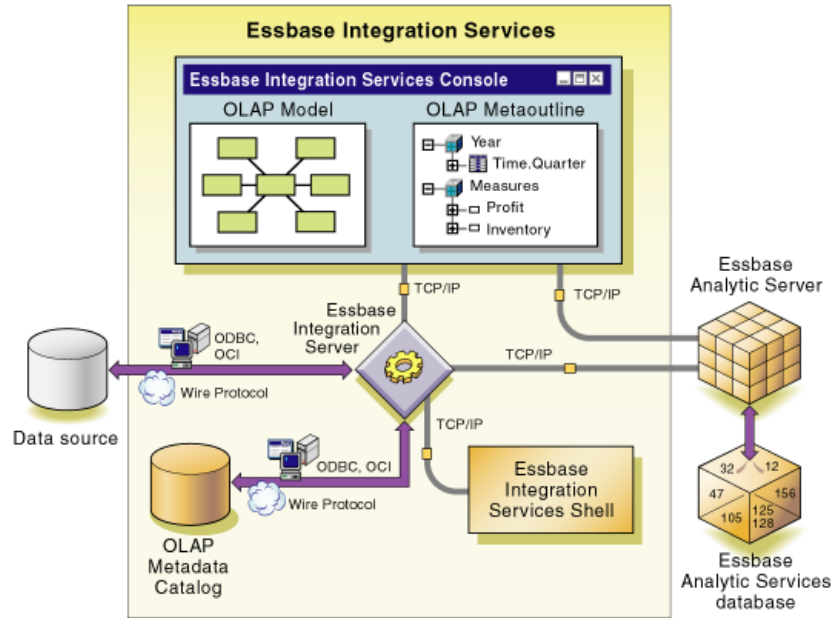 Essbase Integration Services
Essbase Integration Services Console
OLAP Model
OLAP Metaoutline
Year
Time.Quarter
Measures
Profit
Inventory
TCP/IP
TCP/IP
Essbase
Analytic Server
Essbase
Integration
Server
ODBC,
OCI
Wire Protocol
TCP/IP
Data source
TCP/IP
ODBC, OCI
Wire Protocol
Essbase
Integration
Services Shell
OLAP
Metadata
Catalog
32
12
47
156
105
125
128
Essbase
Analytic Services
database